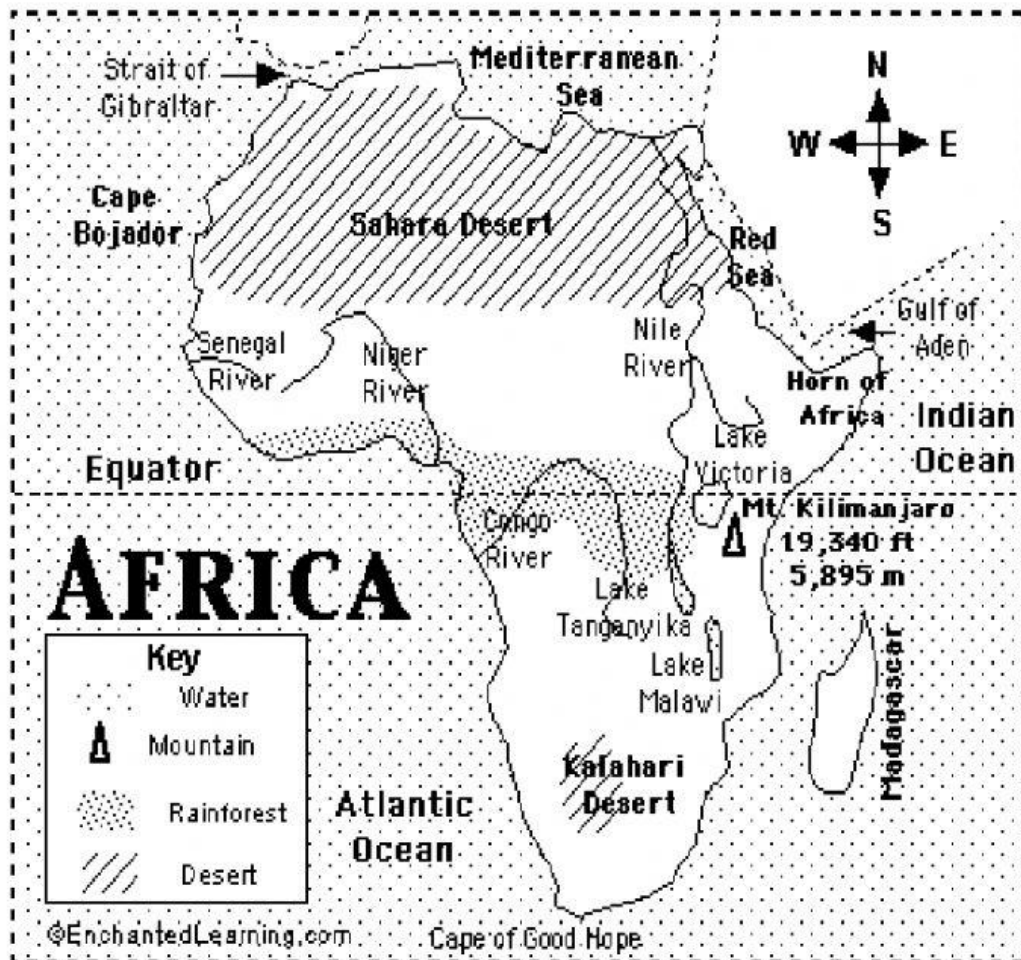 Strait of
Gibraltar
Mediterranean
Sea
N
W E
S
Cape
Bojadór
Sahara Desert
Red
Sea
Gulf of
Aden
Senegal
River
Niger
River
Nile
River
Horn of
Africa
Indian
Ocean
Lake
Victoria
Equator
Mt. Kilimanjaro
19,340 ft
5,895 m
Congo
River
AFRICA
Lake
Tanganyika
Lake
Malawi
Madagascar
Key
Water
Mountain
Rainforest
Desert
Kalahari
Desert
Atlantic
Ocean
©EnchantedLearning.com
Cape of Good Hope